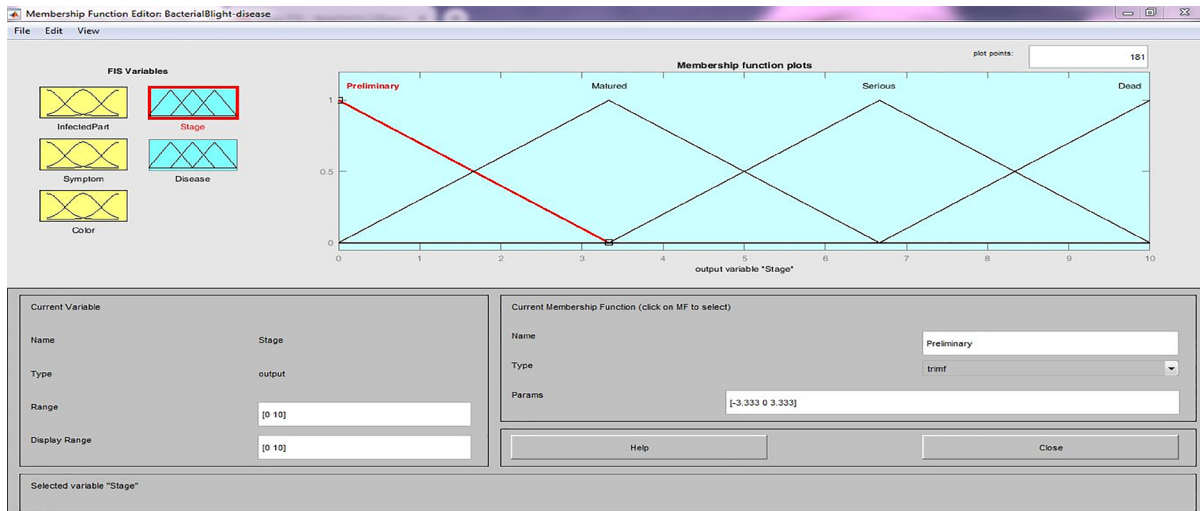 Membership Function Editor: BacterialBlight-disease
File Edit View
FIS Variables
InfectedPart
Stage
Symptom
Disease
Color
plot points:
181
Membership function plots
Preliminary
Matured
Serious
Dead
1
0.5
0
0 1 2 3 4 5 6 7 8 9 10
output variable "Stage"
Current Variable
Name Stage
Type output
Range [0 10]
Display Range [0 10]
Current Membership Function (click on MF to select)
Name Preliminary
Type trimf
Params [-3.333 0 3.333]
Help
Close
Selected variable "Stage"